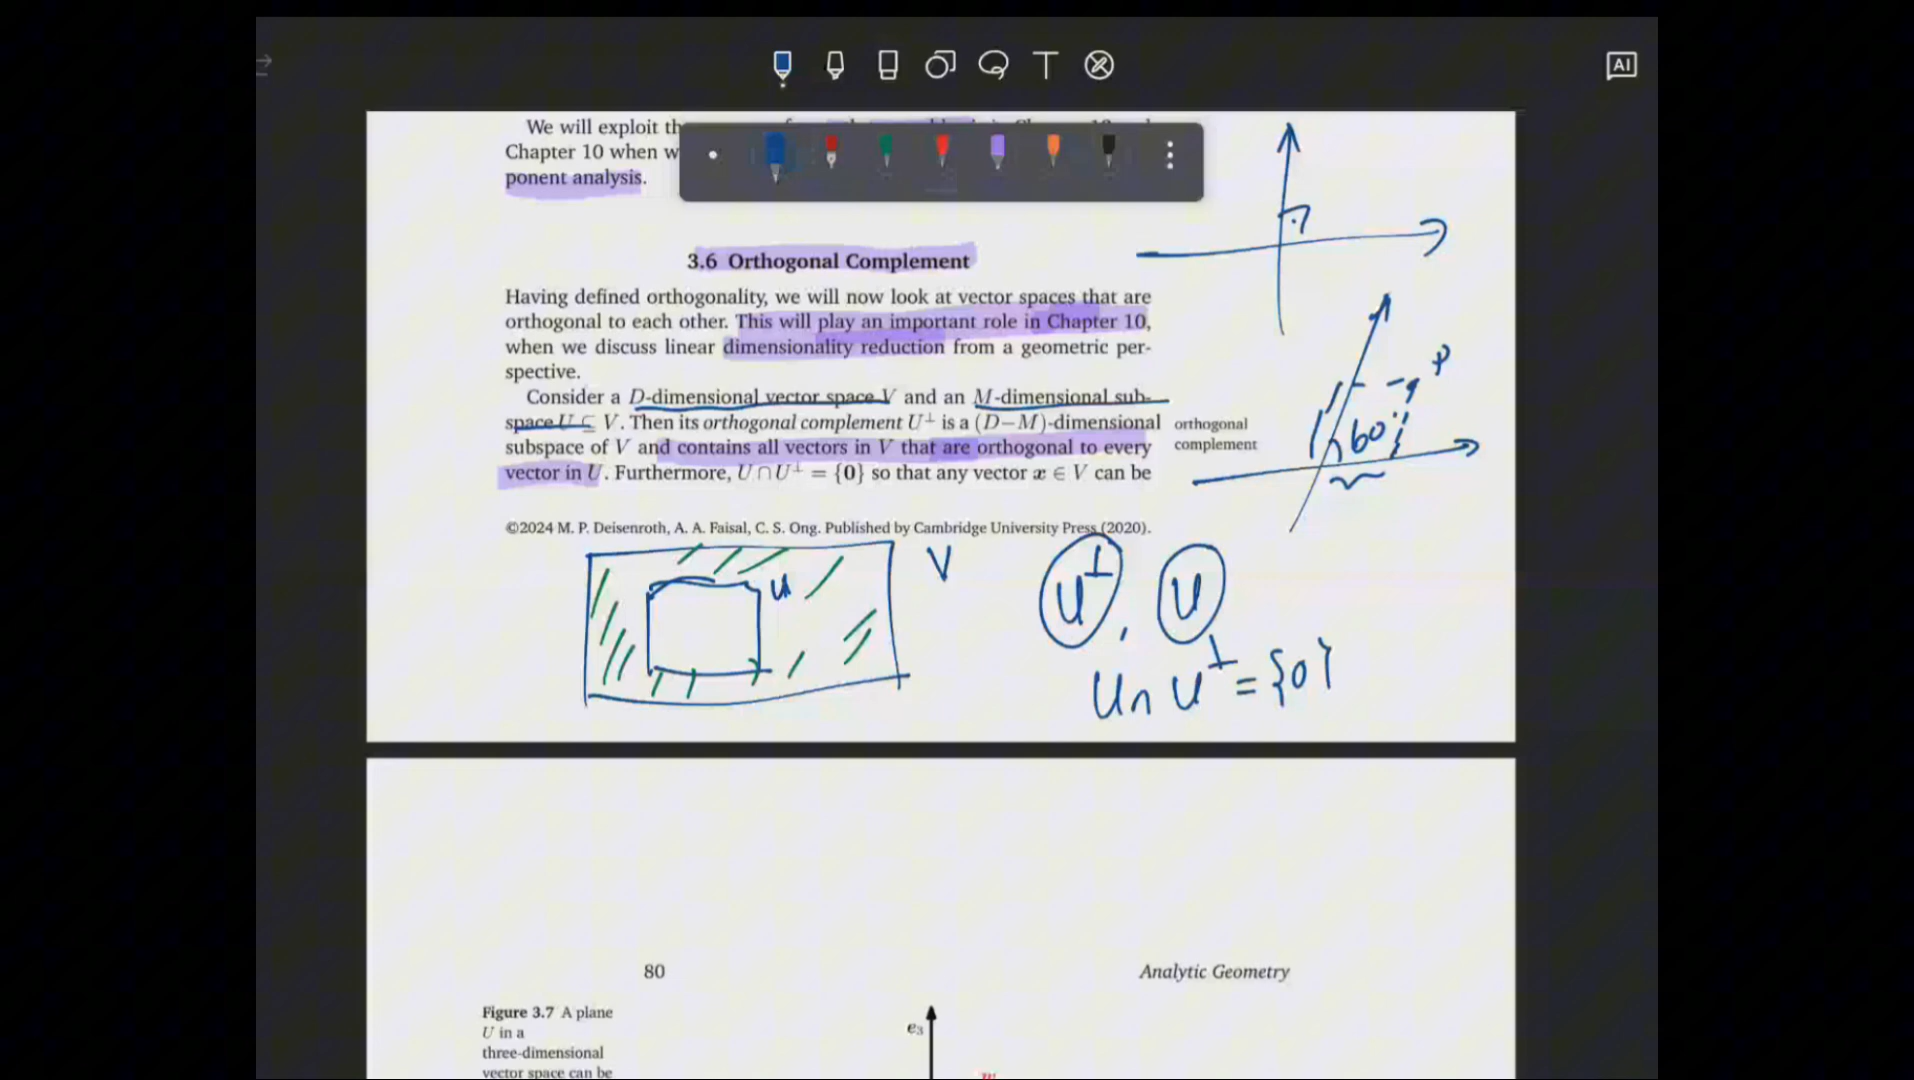 AI
We will exploit th
Chapter 10 when w
ponent analysis.
3.6 Orthogonal Complement
Having defined orthogonality, we will now look at vector spaces that are
orthogonal to each other. This will play an important role in Chapter 10,
when we discuss linear dimensionality reduction from a geometric per-
spective.
Consider a D-dimensional vector space V and an M-dimensional sub-
space U ⊆ V. Then its orthogonal complement U⊥ is a (D−M)-dimensional
subspace of V and contains all vectors in V that are orthogonal to every
vector in U. Furthermore, U ∩ U⊥ = {0} so that any vector x ∈ V can be
orthogonal
complement
©2024 M. P. Deisenroth, A. A. Faisal, C. S. Ong. Published by Cambridge University Press (2020).
P
60
V
u
U⊥, U
U ∩ U⊥ = {0}
80
Analytic Geometry
Figure 3.7 A plane
U in a
three-dimensional
vector space can be
e3
w